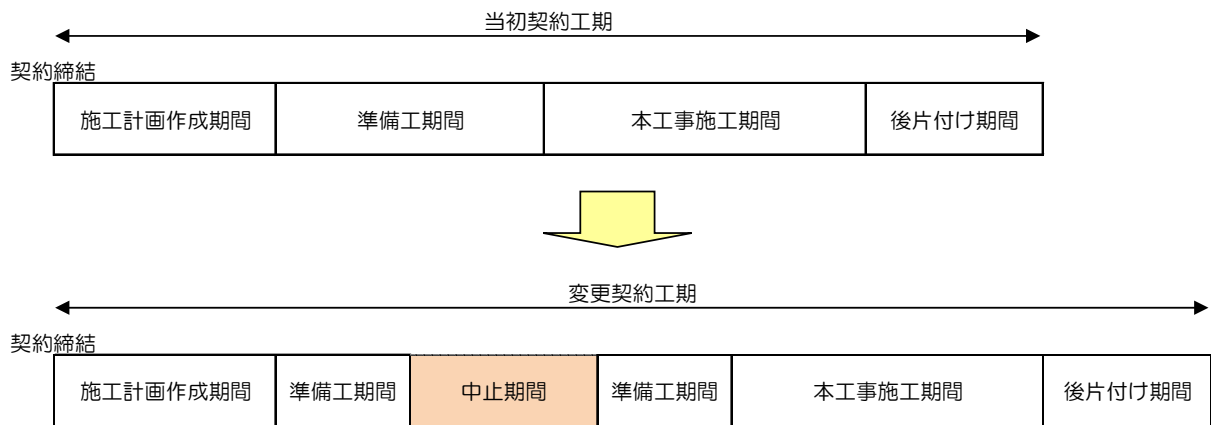 当初契約工期
契約締結
施工計画作成期間 準備工期間 本工事施工期間 後片付け期間
変更契約工期
契約締結
施工計画作成期間 準備工期間 中止期間 準備工期間 本工事施工期間 後片付け期間